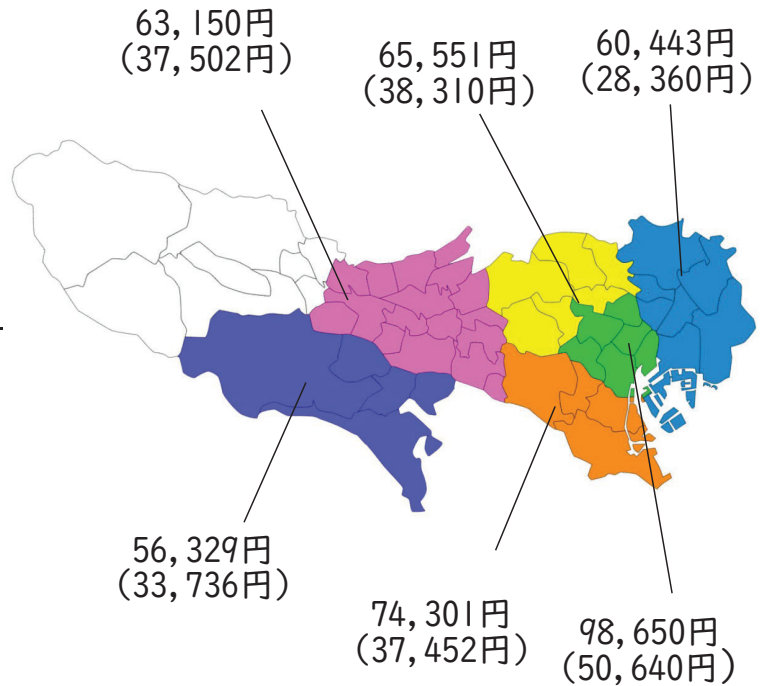 63,150円
(37,502円)
65,551円
(38,310円)
60,443円
(28,360円)
56,329円
(33,736円)
74,301円
(37,452円)
98,650円
(50,640円)